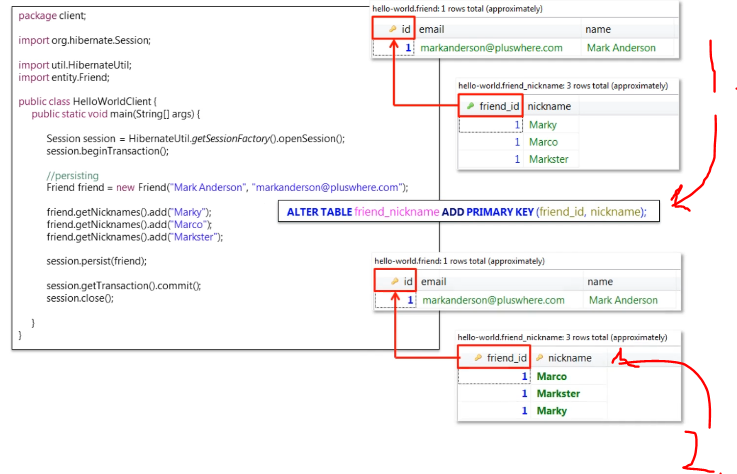 package client;
import org.hibernate.Session;
import util.HibernateUtil;
import entity.Friend;
public class HelloWorldClient {
public static void main(String[] args) {
Session session = HibernateUtil.getSessionFactory().openSession();
session.beginTransaction();
//persisting
Friend friend = new Friend("Mark Anderson", "markanderson@pluswhere.com");
friend.getNicknames().add("Marky");
friend.getNicknames().add("Marco");
friend.getNicknames().add("Markster");
session.persist(friend);
session.getTransaction().commit();
session.close();
}
}
hello-world.friend: 1 rows total (approximately)
id email name
1 markanderson@pluswhere.com Mark Anderson
hello-world.friend_nickname: 3 rows total (approximately)
friend_id nickname
1 Marky
1 Marco
1 Markster
1.
ALTER TABLE friend_nickname ADD PRIMARY KEY (friend_id, nickname);
hello-world.friend: 1 rows total (approximately)
id email name
1 markanderson@pluswhere.com Mark Anderson
hello-world.friend_nickname: 3 rows total (approximately)
friend_id nickname
1 Marco
1 Markster
1 Marky
2.